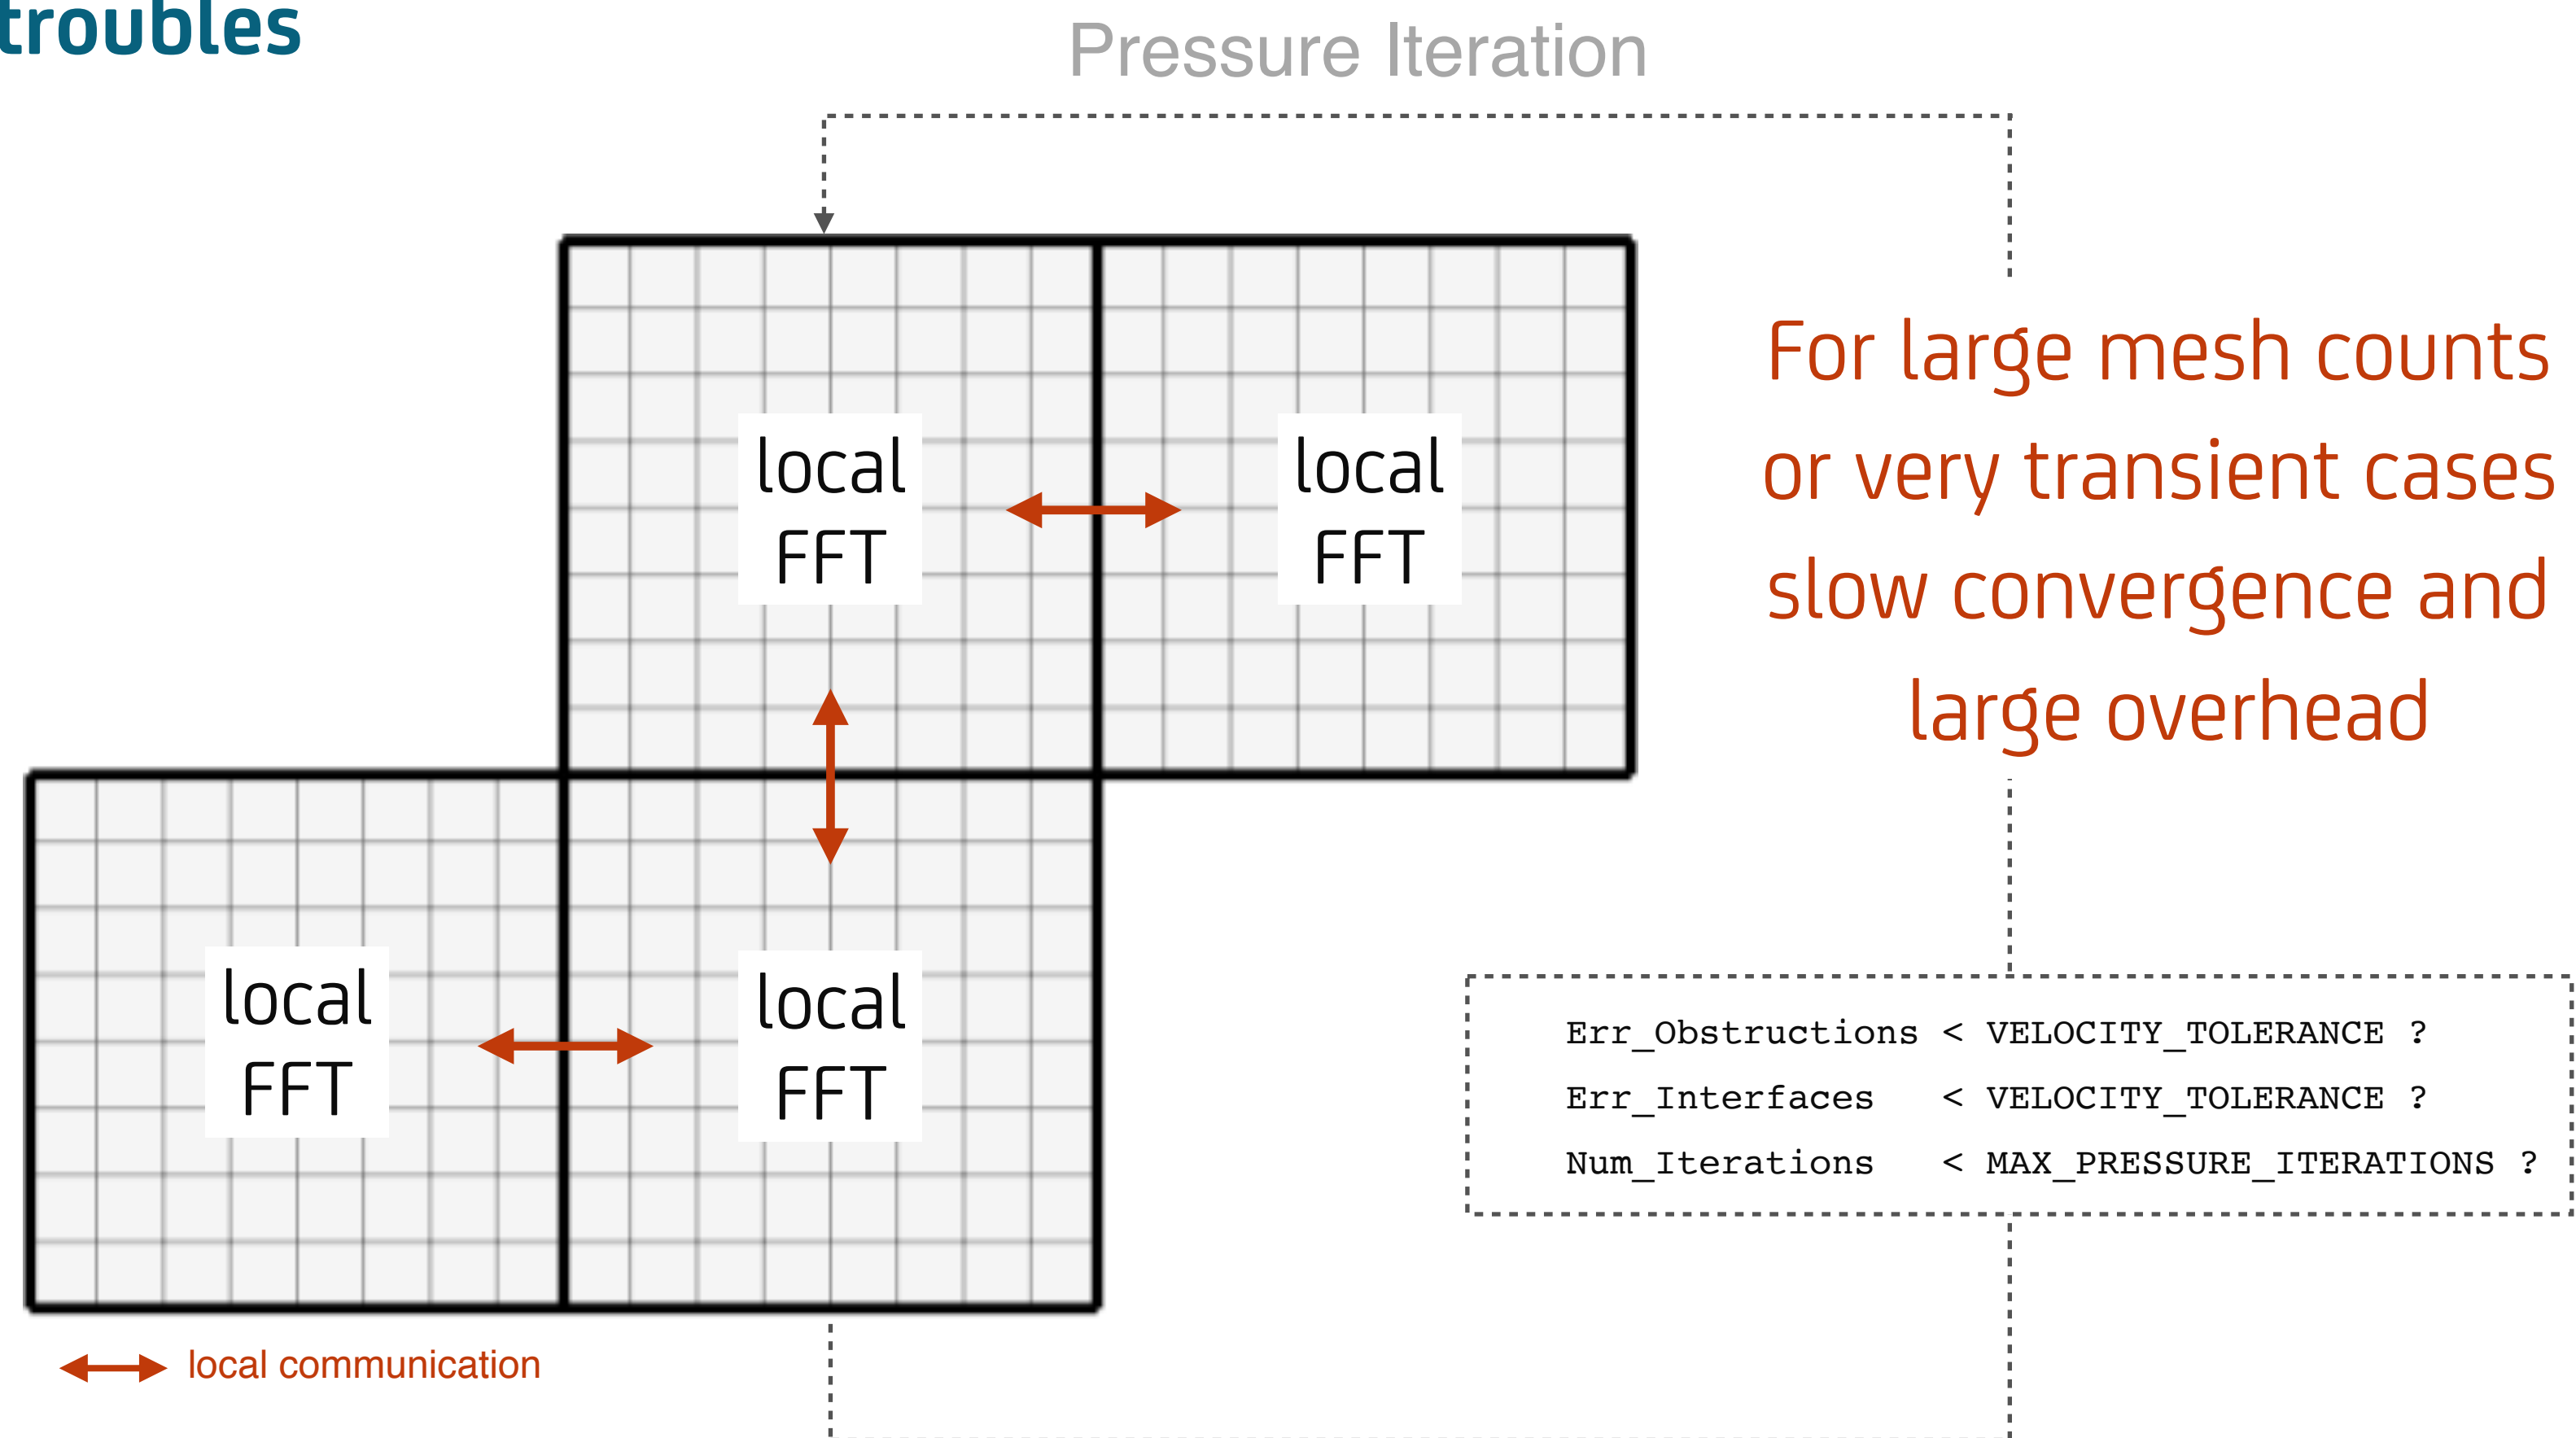 troubles
Pressure Iteration
local
FFT
local
FFT
For large mesh counts
or very transient cases
slow convergence and
large overhead
local
FFT
local
FFT
Err_Obstructions < VELOCITY_TOLERANCE ?
Err_Interfaces < VELOCITY_TOLERANCE ?
Num_Iterations < MAX_PRESSURE_ITERATIONS ?
local communication